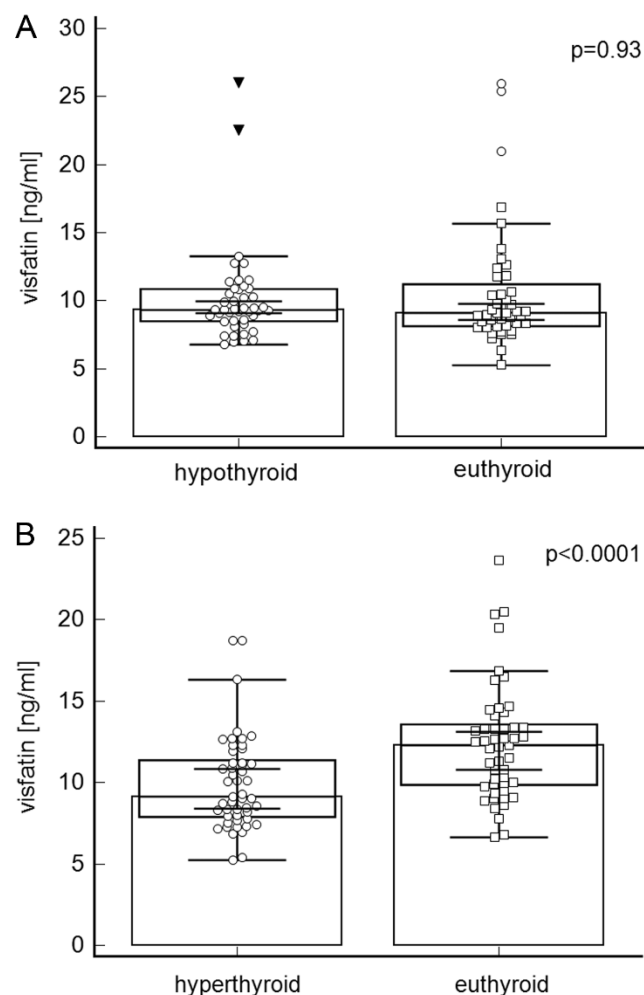 A
30
p=0.93
25
20
15
10
5
0
visfatin [ng/ml]
hypothyroid
euthyroid
B
25
p<0.0001
20
15
10
5
0
visfatin [ng/ml]
hyperthyroid
euthyroid